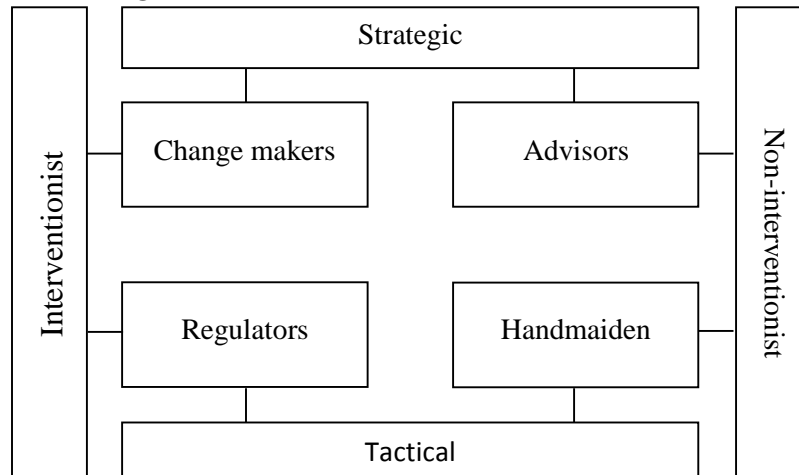 Strategic
Interventionist
Change makers
Advisors
Non-interventionist
Regulators
Handmaiden
Tactical